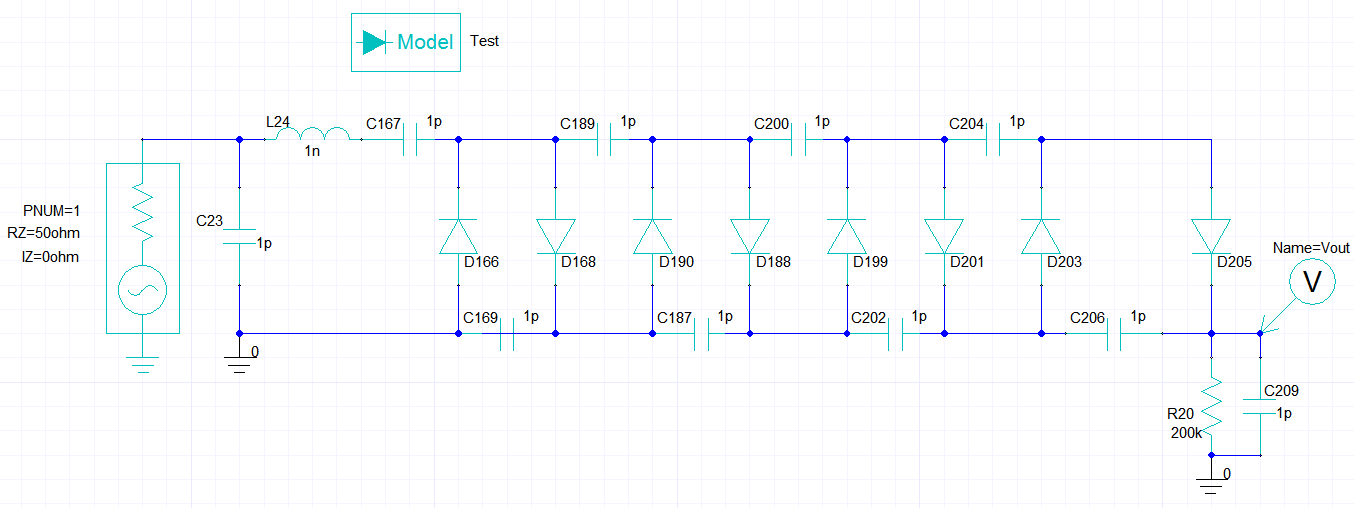 Model
Test
L24
1n
C167
1p
C189
1p
C200
1p
C204
1p
PNUM=1
RZ=50ohm
IZ=0ohm
C23
1p
D166
D168
D190
D188
D199
D201
D203
D205
Name=Vout
V
C169
1p
C187
1p
C202
1p
C206
1p
0
R20
200k
C209
1p
0